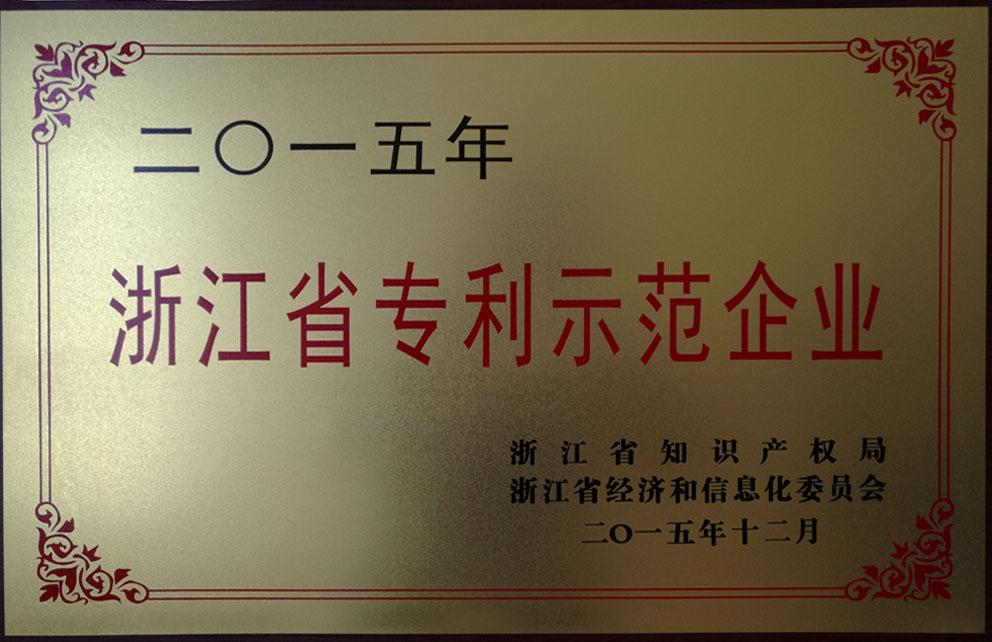 二〇一五年
浙江省专利示范企业
浙江省知识产权局
浙江省经济和信息化委员会
二〇一五年十二月